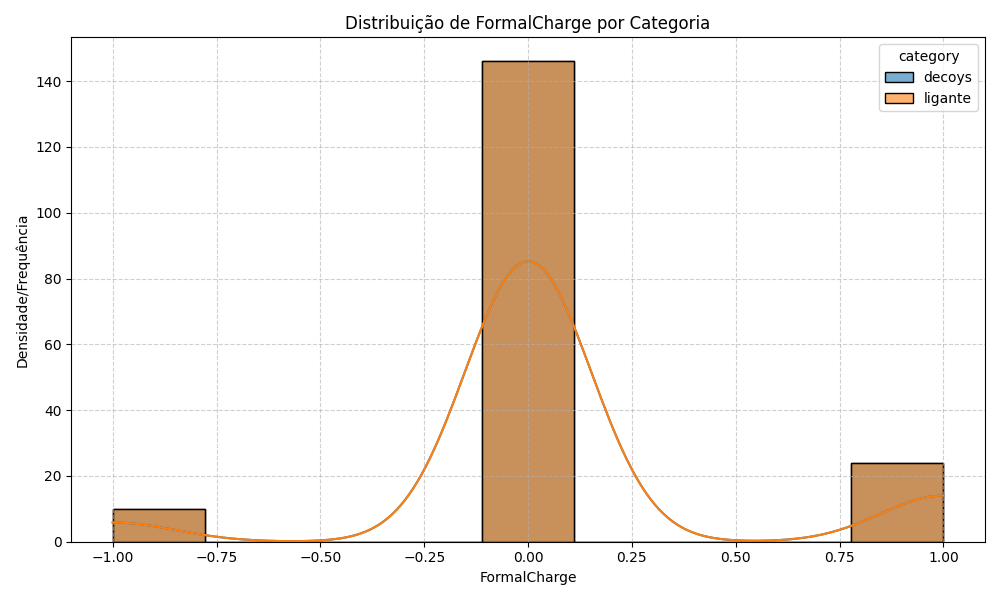 Distribuição de FormalCharge por Categoria
category
decoys
ligante
Densidade/Frequência
140
120
100
80
60
40
20
0
−1.00
−0.75
−0.50
−0.25
0.00
0.25
0.50
0.75
1.00
FormalCharge